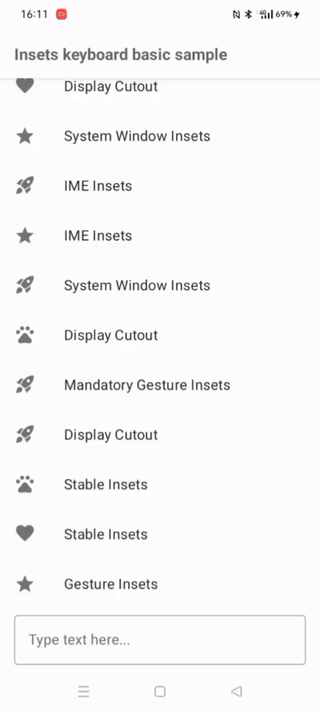 16:11
4G 69%
Insets keyboard basic sample
Display Cutout
System Window Insets
IME Insets
IME Insets
System Window Insets
Display Cutout
Mandatory Gesture Insets
Display Cutout
Stable Insets
Stable Insets
Gesture Insets
Type text here...